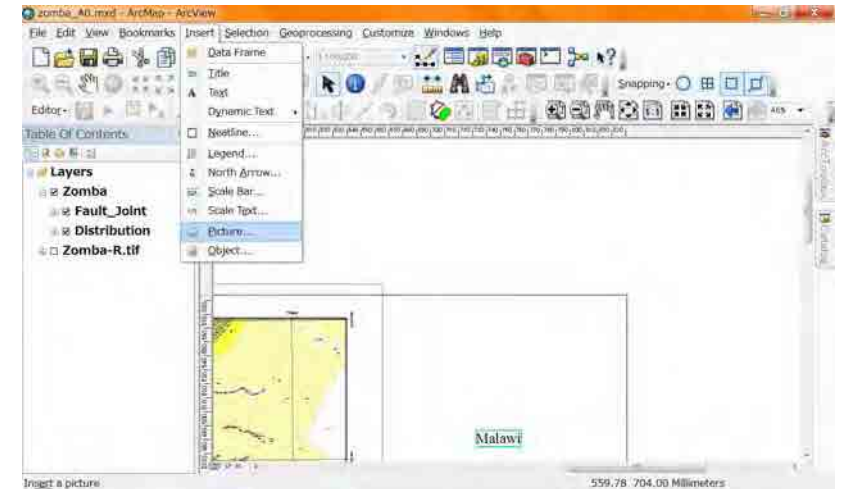 zomba_A0.mxd - ArcMap - ArcView
File Edit View Bookmarks Insert Selection Geoprocessing Customize Windows Help
Data Frame
Title
Text
Dynamic Text
Neatline...
Legend...
North Arrow...
Scale Bar...
Scale Text...
Picture...
Object...
Snapping
Editor
Table Of Contents
Layers
Zomba
Fault_Joint
Distribution
Zomba-R.tif
ArcToolbox
Catalog
Malawi
Insert a picture
559.78 704.00 Millimeters